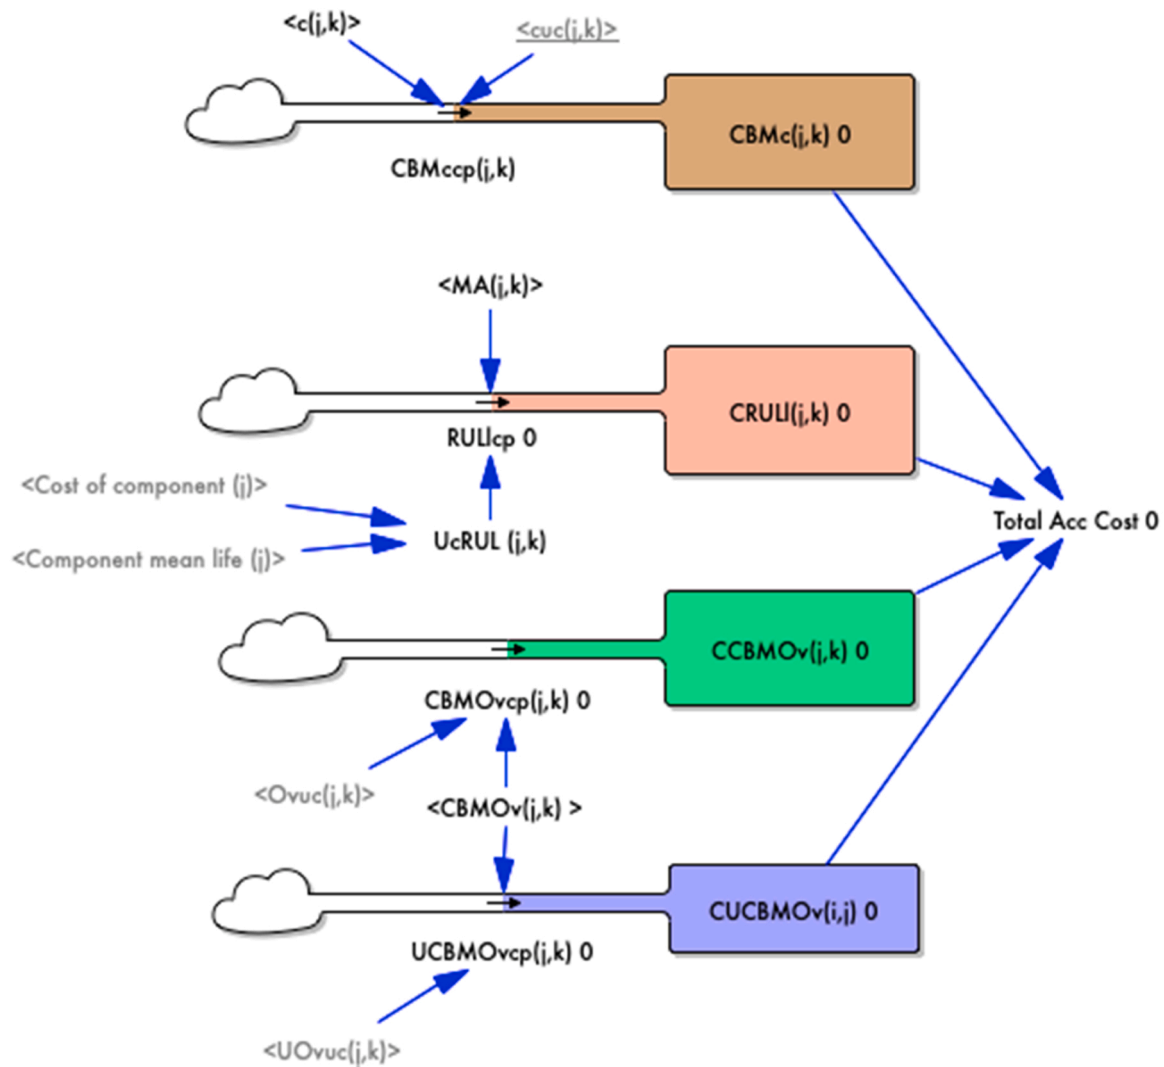 <c(j,k)>
<cuc(j,k)>
CBMc(j,k) 0
CBMccp(j,k)
<MA(j,k)>
CRULl(j,k) 0
RULlcp 0
<Cost of component (j)>
Total Acc Cost 0
UcRUL (j,k)
<Component mean life (j)>
CCBMOv(j,k) 0
CBMOvcp(j,k) 0
<Ovuc(j,k)>
<CBMOv(j,k) >
CUCBMOv(i,j) 0
UCBMOvcp(j,k) 0
<UOvuc(j,k)>